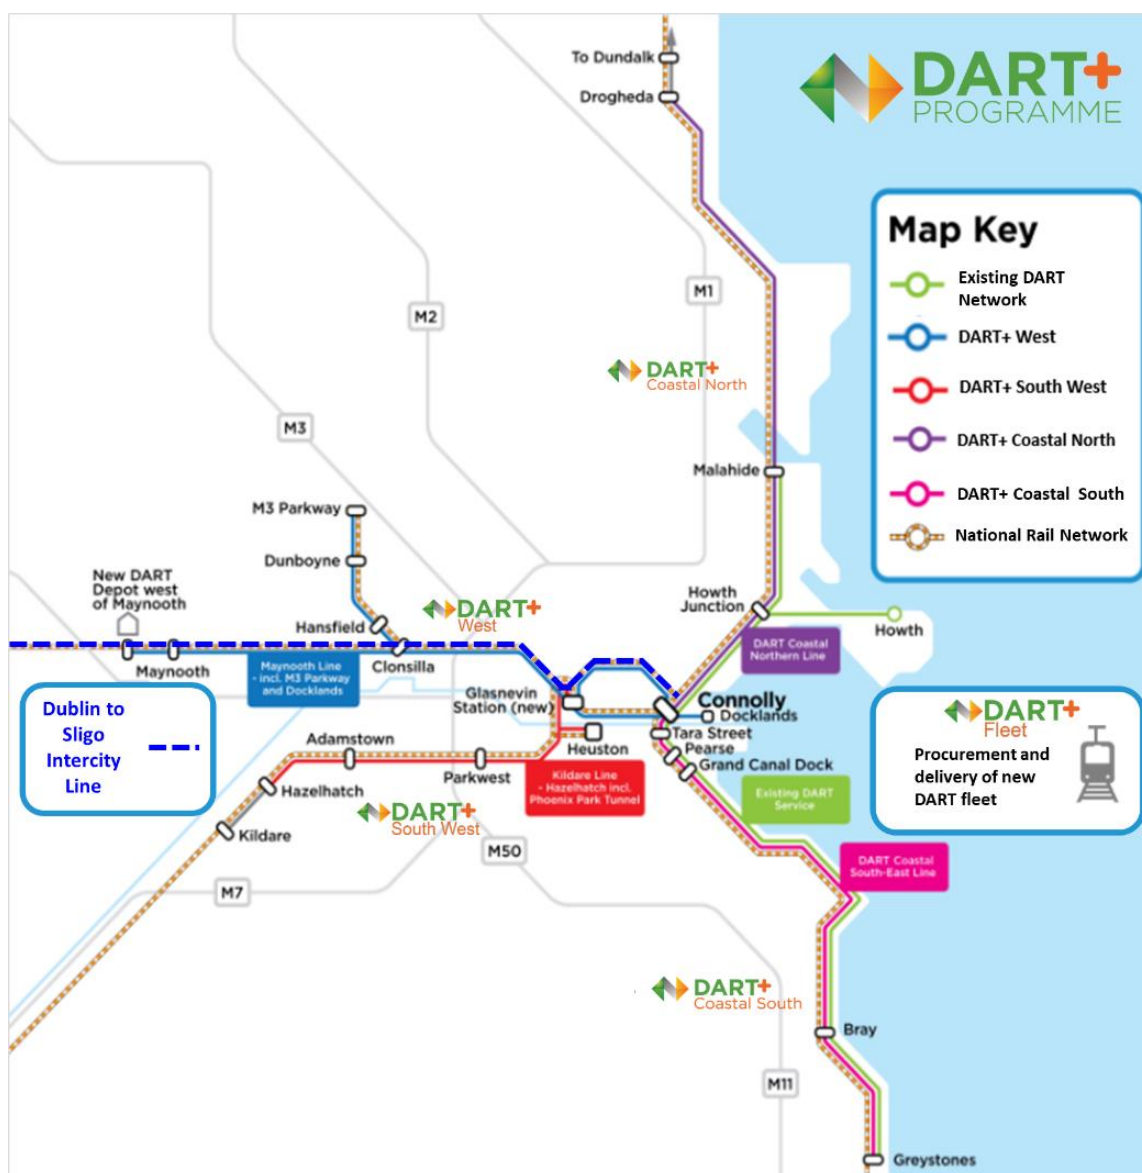 To Dundalk
Drogheda
DART+
PROGRAMME
Map Key
Existing DART
Network
DART+ West
DART+ South West
DART+ Coastal North
DART+ Coastal South
National Rail Network
M1
M2
M3
DART+
Coastal North
Malahide
M3 Parkway
Dunboyne
New DART
Depot west
of Maynooth
Hansfield
DART+
West
Howth
Junction
Howth
Maynooth
Clonsilla
Maynooth Line
- incl. M3 Parkway
and Docklands
DART Coastal
Northern Line
Glasnevin
Station (new)
Connolly
Docklands
Tara Street
Pearse
Grand Canal Dock
Heuston
Dublin to
Sligo
Intercity
Line
Adamstown
Parkwest
Hazelhatch
Kildare
Kildare Line
- Hazelhatch incl.
Phoenix Park Tunnel
Existing DART
Service
DART+
Fleet
Procurement and
delivery of new
DART fleet
DART+
South West
M50
M7
DART Coastal
South-East Line
DART+
Coastal South
Bray
M11
Greystones